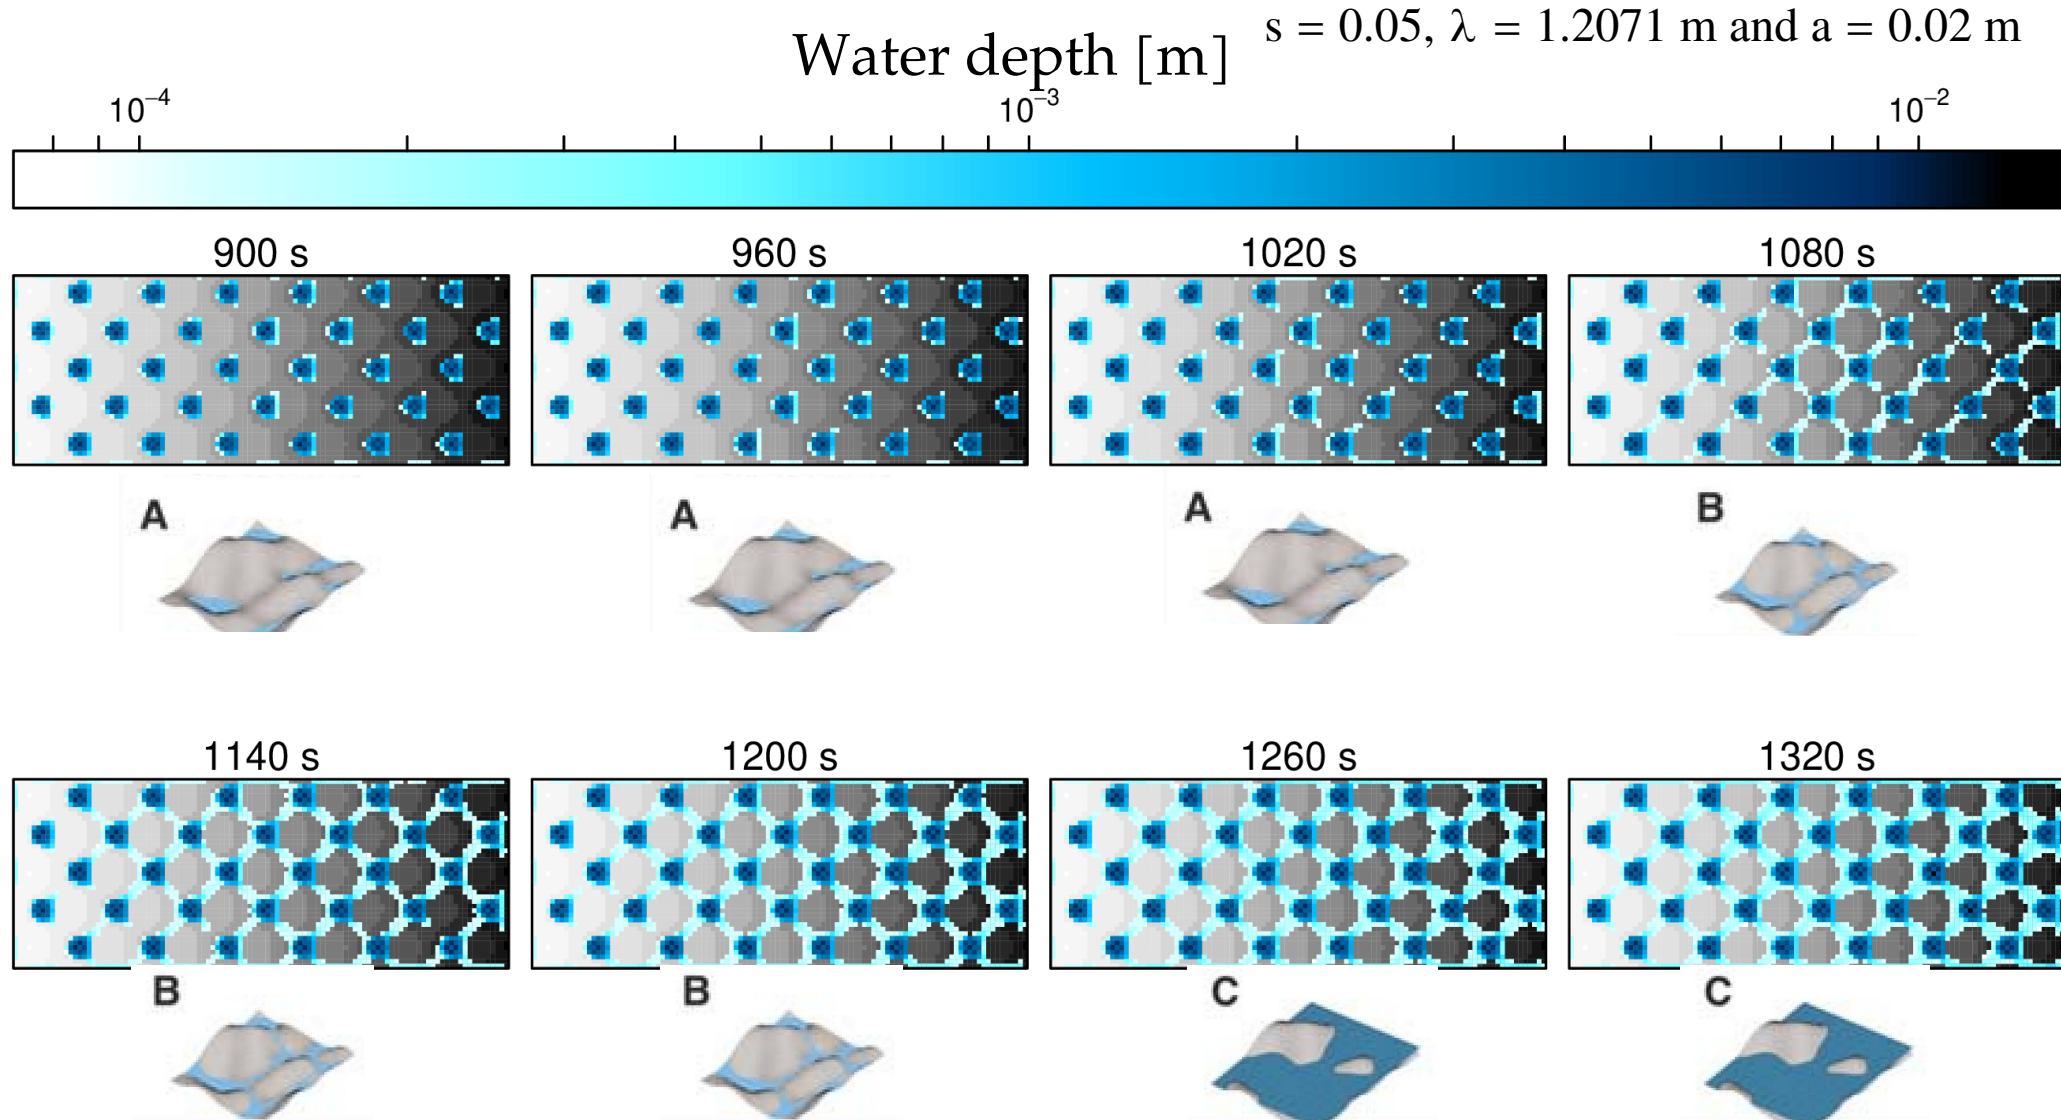 s = 0.05, λ = 1.2071 m and a = 0.02 m
Water depth [m]
10⁻⁴ 10⁻³ 10⁻²
900 s 960 s 1020 s 1080 s
A A A B
1140 s 1200 s 1260 s 1320 s
B B C C